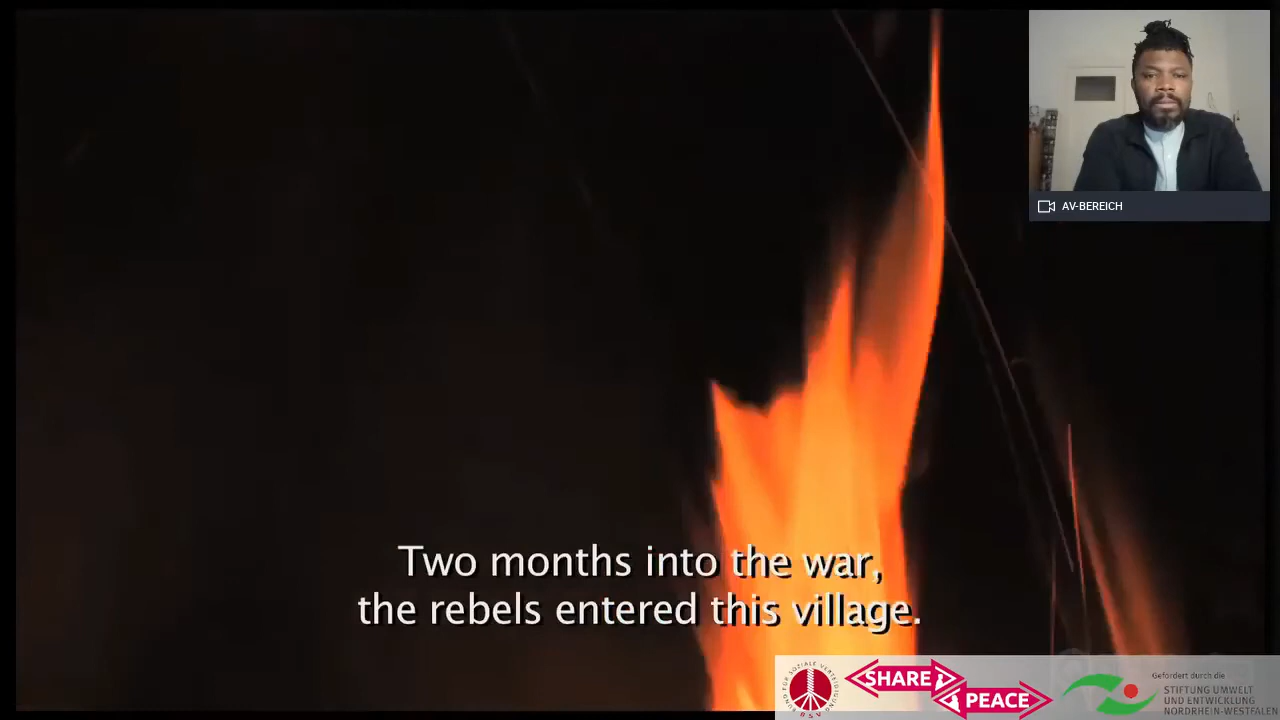 AV-BEREICH
Two months into the war,
the rebels entered this village.
SHARE
PEACE
BSV
Gefördert durch die
STIFTUNG UMWELT
UND ENTWICKLUNG
NORDRHEIN-WESTFALEN